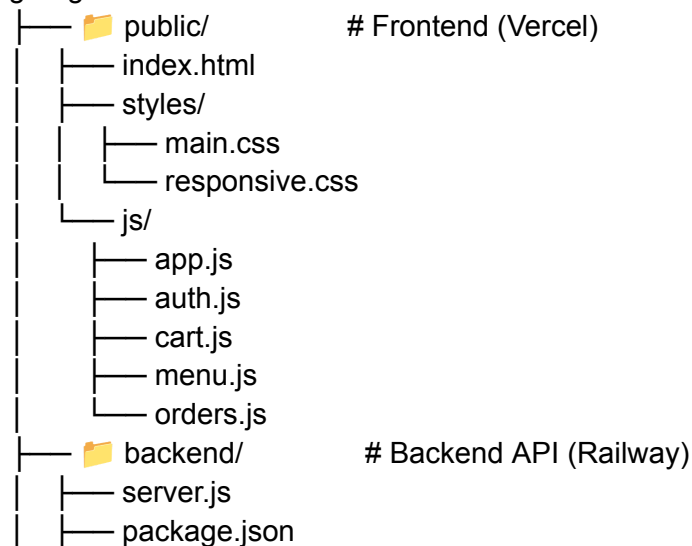 ├── 📁 public/ # Frontend (Vercel)
│ ├── index.html
│ ├── styles/
│ │ ├── main.css
│ │ └── responsive.css
│ └── js/
│ ├── app.js
│ ├── auth.js
│ ├── cart.js
│ ├── menu.js
│ └── orders.js
├── 📁 backend/ # Backend API (Railway)
│ ├── server.js
│ ├── package.json